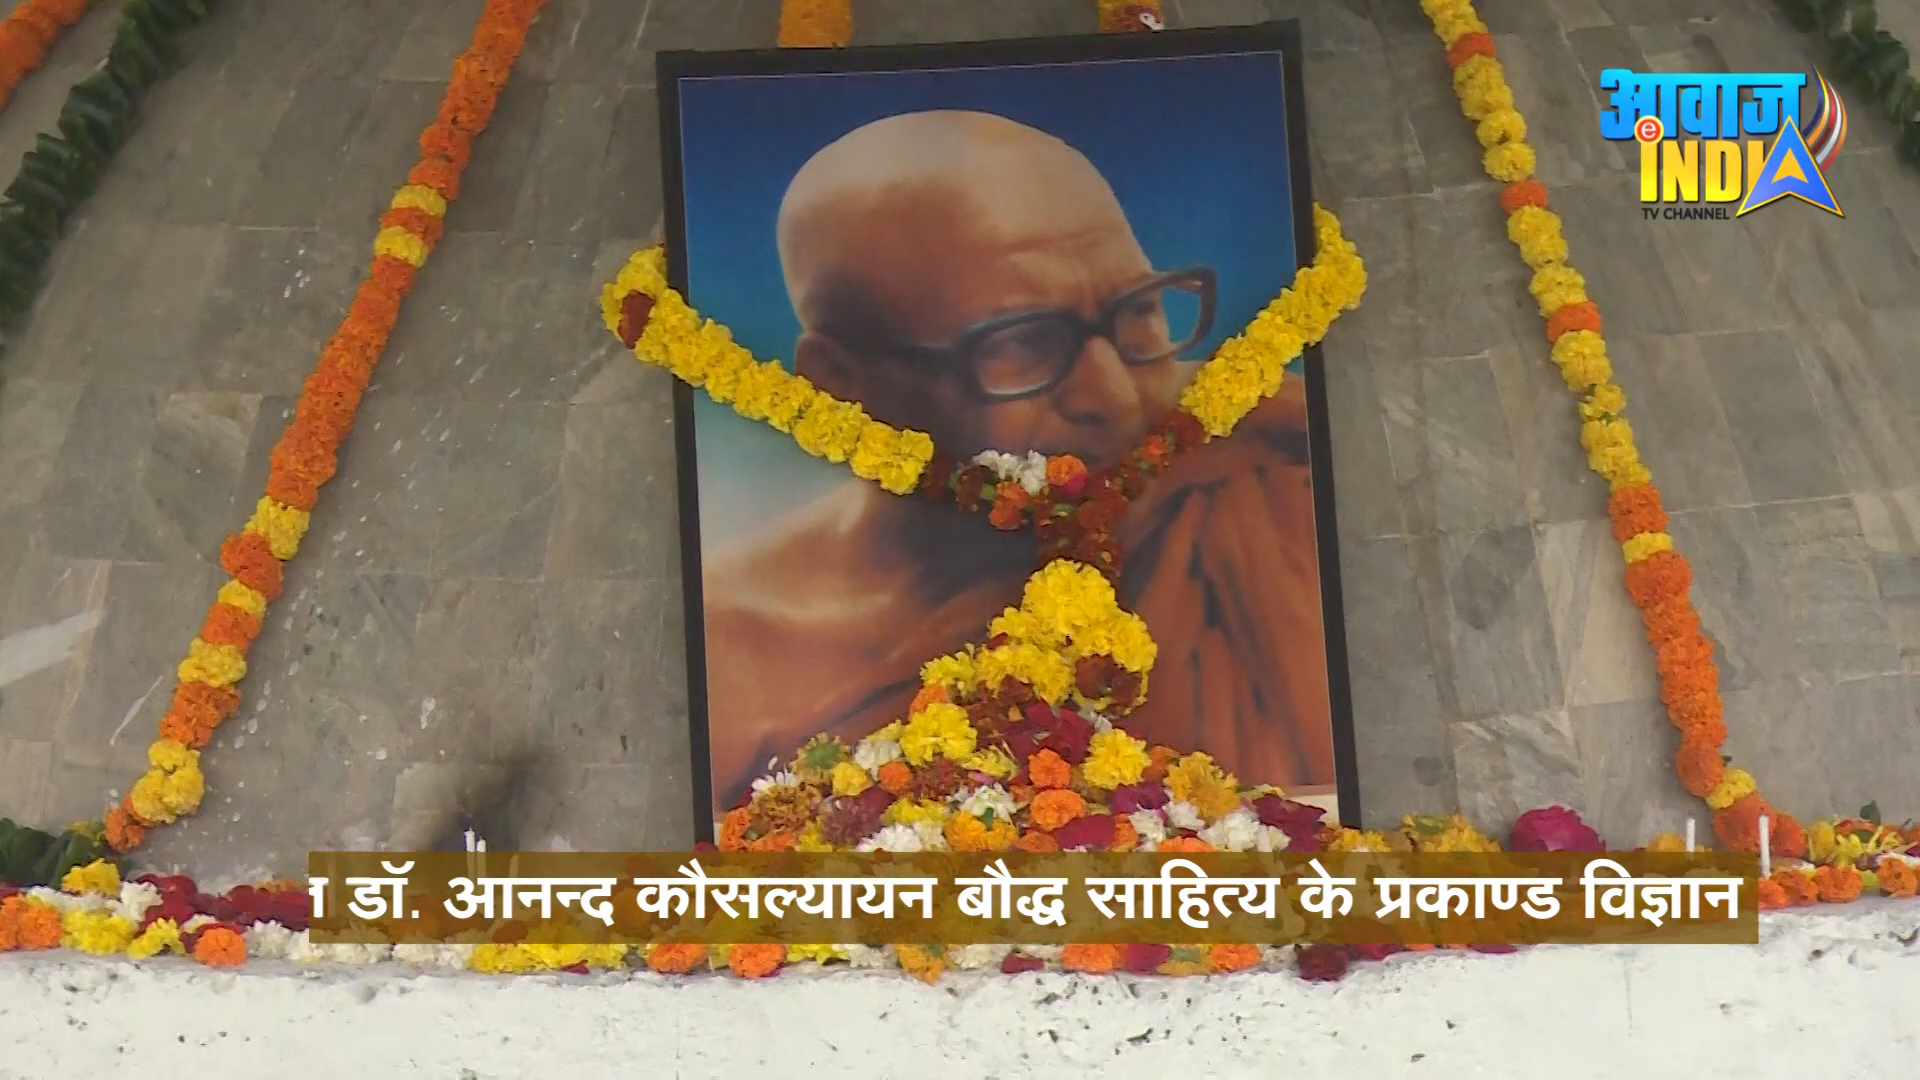 आवाज
e
INDIA
TV CHANNEL
डॉ. आनन्द कौसल्यायन बौद्ध साहित्य के प्रकाण्ड विज्ञान